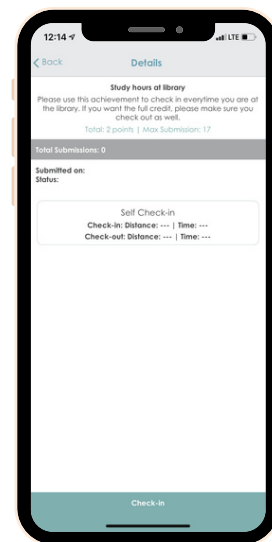 12:14
LTE
Back
Details
Study hours at library
Please use this achievement to check in everytime you are at
the library. If you want the full credit, please make sure you
check out as well.
Total: 2 points | Max Submission: 17
Total Submissions: 0
Submitted on:
Status:
Self Check-in
Check-in: Distance: --- | Time: ---
Check-out: Distance: --- | Time: ---
Check-In